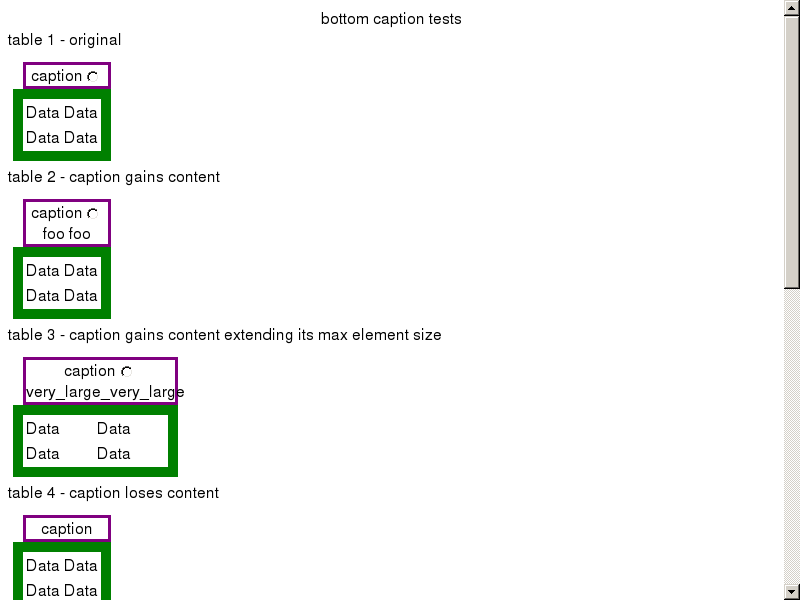 bottom caption tests
table 1 - original
caption
Data Data
Data Data
table 2 - caption gains content
caption
foo foo
Data Data
Data Data
table 3 - caption gains content extending its max element size
caption
very_large_very_large
Data Data
Data Data
table 4 - caption loses content
caption
Data Data
Data Data